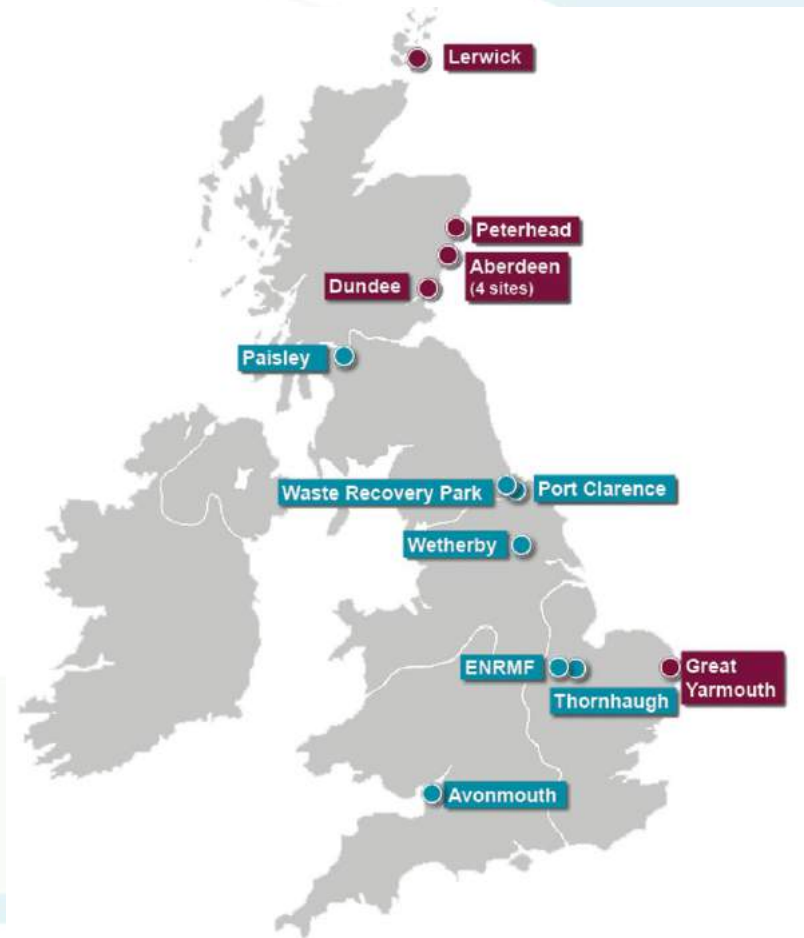 Lerwick
Peterhead
Aberdeen
(4 sites)
Dundee
Paisley
Waste Recovery Park
Port Clarence
Wetherby
ENRMF
Great
Yarmouth
Thornhaugh
Avonmouth